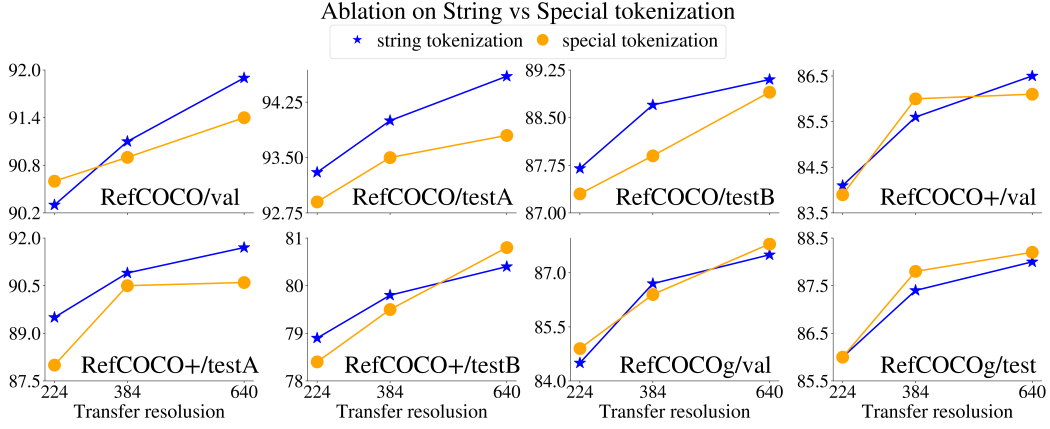 Ablation on String vs Special tokenization
string tokenization special tokenization
92.0
91.4
90.8
90.2
RefCOCO/val
94.25
93.50
92.75
RefCOCO/testA
89.25
88.50
87.75
87.00
RefCOCO/testB
86.5
85.5
84.5
83.5
RefCOCO+/val
92.0
90.5
89.0
87.5
RefCOCO+/testA
224 384 640
Transfer resolusion
81
80
79
78
RefCOCO+/testB
224 384 640
Transfer resolusion
87.0
85.5
84.0
RefCOCOg/val
224 384 640
Transfer resolusion
88.5
87.5
86.5
85.5
RefCOCOg/test
224 384 640
Transfer resolusion